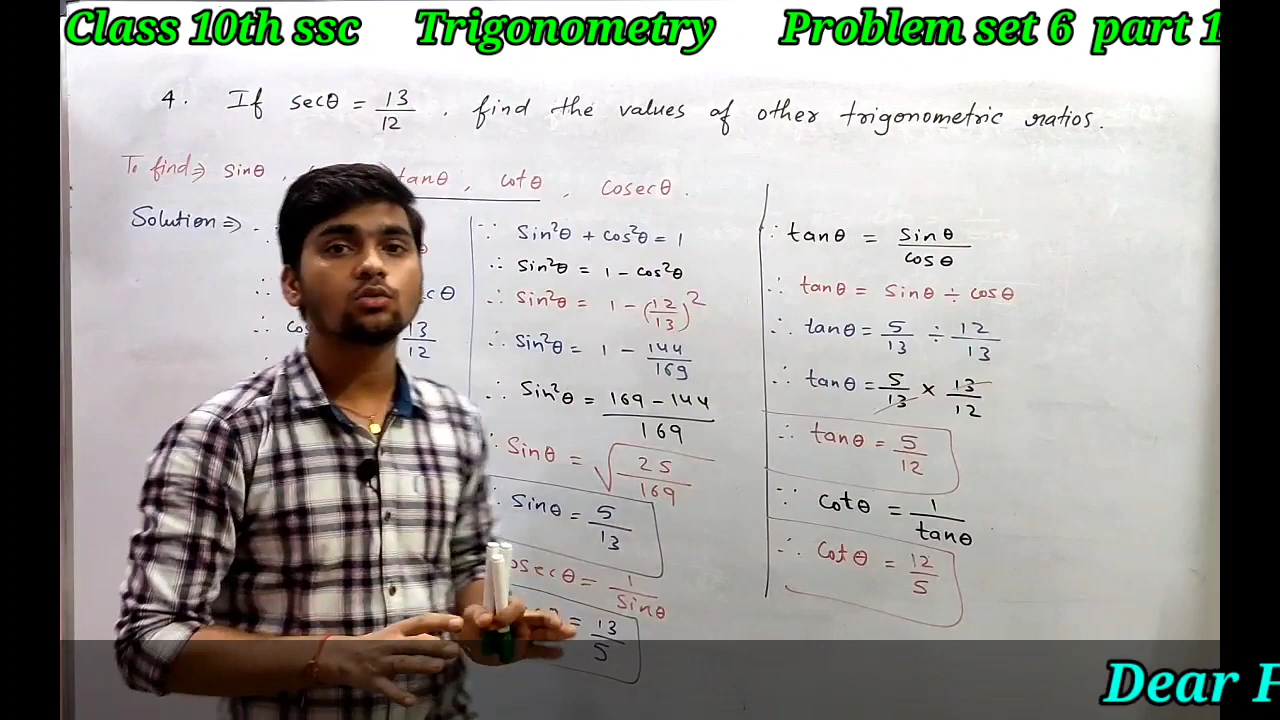 Class 10th ssc Trigonometry Problem set 6 part 1
4. If secθ = 13/12 . find the values of other trigonometric ratios.
To find⇒ sinθ , tanθ , cotθ , cosecθ .
Solution ⇒
∴ cos 13/12
∵ Sin²θ + cos²θ = 1
∴ Sin²θ = 1 - cos²θ
∴ Sin²θ = 1 - (12/13)²
∴ Sin²θ = 1 - 144/169
∴ Sin²θ = 169 - 144/169
∴ Sinθ = √25/169
∴ Sinθ = 5/13
osecθ = 1/sinθ
= 13/5
∵ tanθ = sinθ/cosθ
∴ tanθ = Sinθ ÷ cosθ
∴ tanθ = 5/13 ÷ 12/13
∴ tanθ = 5/13 × 13/12
∴ tanθ = 5/12
∵ cotθ = 1/tanθ
∴ Cotθ = 12/5
Dear F